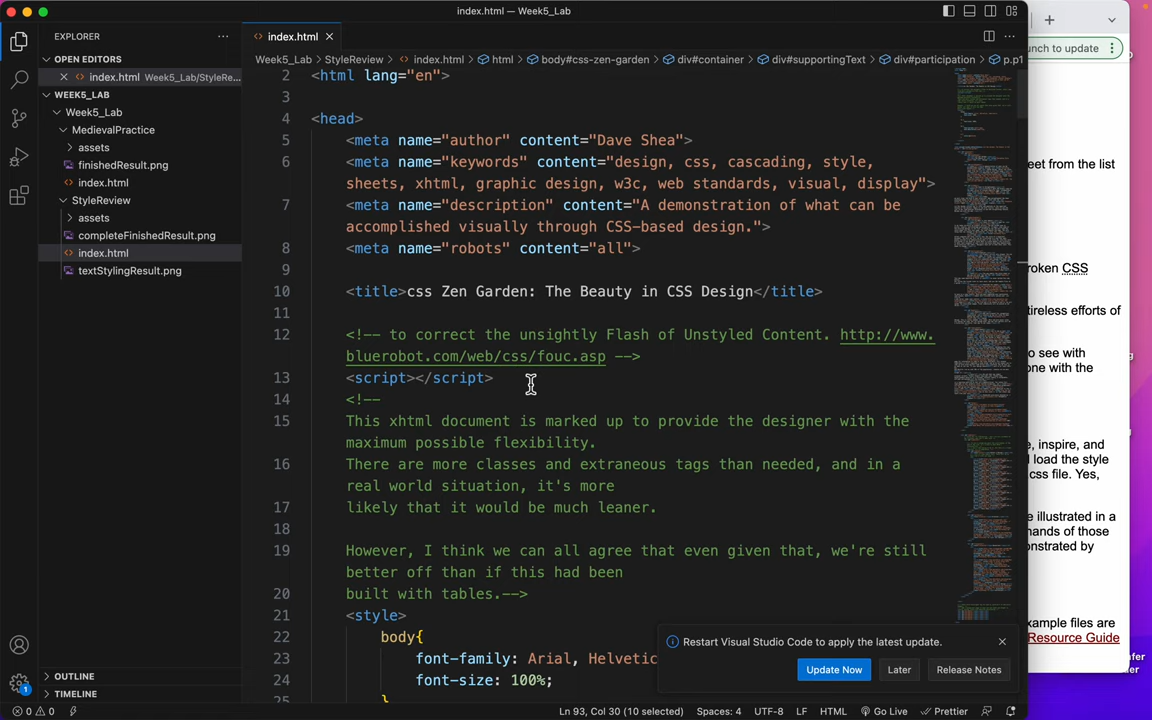 index.html — Week5_Lab
EXPLORER
OPEN EDITORS
index.html Week5_Lab/StyleRe...
WEEK5_LAB
Week5_Lab
MedievalPractice
assets
finishedResult.png
index.html
StyleReview
assets
completeFinishedResult.png
index.html
textStylingResult.png
OUTLINE
TIMELINE
index.html
Week5_Lab > StyleReview > index.html > html > body#css-zen-garden > div#container > div#supportingText > div#participation > p.p1
2 <html lang="en">
3
4 <head>
5 <meta name="author" content="Dave Shea">
6 <meta name="keywords" content="design, css, cascading, style,
sheets, xhtml, graphic design, w3c, web standards, visual, display">
7 <meta name="description" content="A demonstration of what can be
accomplished visually through CSS-based design.">
8 <meta name="robots" content="all">
9
10 <title>css Zen Garden: The Beauty in CSS Design</title>
11
12 <!-- to correct the unsightly Flash of Unstyled Content. http://www.
bluerobot.com/web/css/fouc.asp -->
13 <script></script>
14 <!--
15 This xhtml document is marked up to provide the designer with the
maximum possible flexibility.
16 There are more classes and extraneous tags than needed, and in a
real world situation, it's more
17 likely that it would be much leaner.
18
19 However, I think we can all agree that even given that, we're still
better off than if this had been
20 built with tables.-->
21 <style>
22 body{
23 font-family: Arial, Helvetic
24 font-size: 100%;
25 }
Restart Visual Studio Code to apply the latest update.
Update Now Later Release Notes
1
0 0 Ln 93, Col 30 (10 selected) Spaces: 4 UTF-8 LF HTML Go Live Prettier
unch to update
eet from the list
roken CSS
tireless efforts of
o see with
one with the
e, inspire, and
d load the style
css file. Yes,
e illustrated in a
hands of those
onstrated by
xample files are
Resource Guide
fer
er